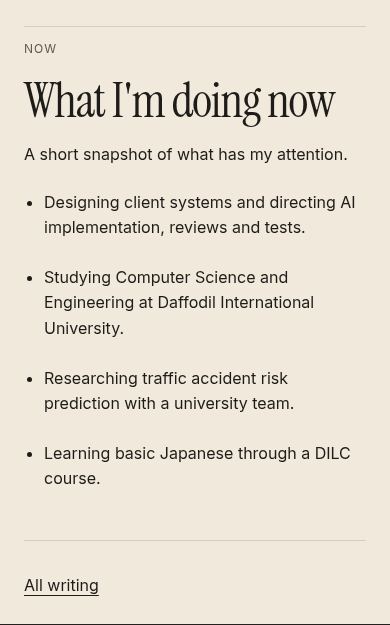 NOW
What I'm doing now
A short snapshot of what has my attention.
• Designing client systems and directing AI
implementation, reviews and tests.
• Studying Computer Science and
Engineering at Daffodil International
University.
• Researching traffic accident risk
prediction with a university team.
• Learning basic Japanese through a DILC
course.
All writing